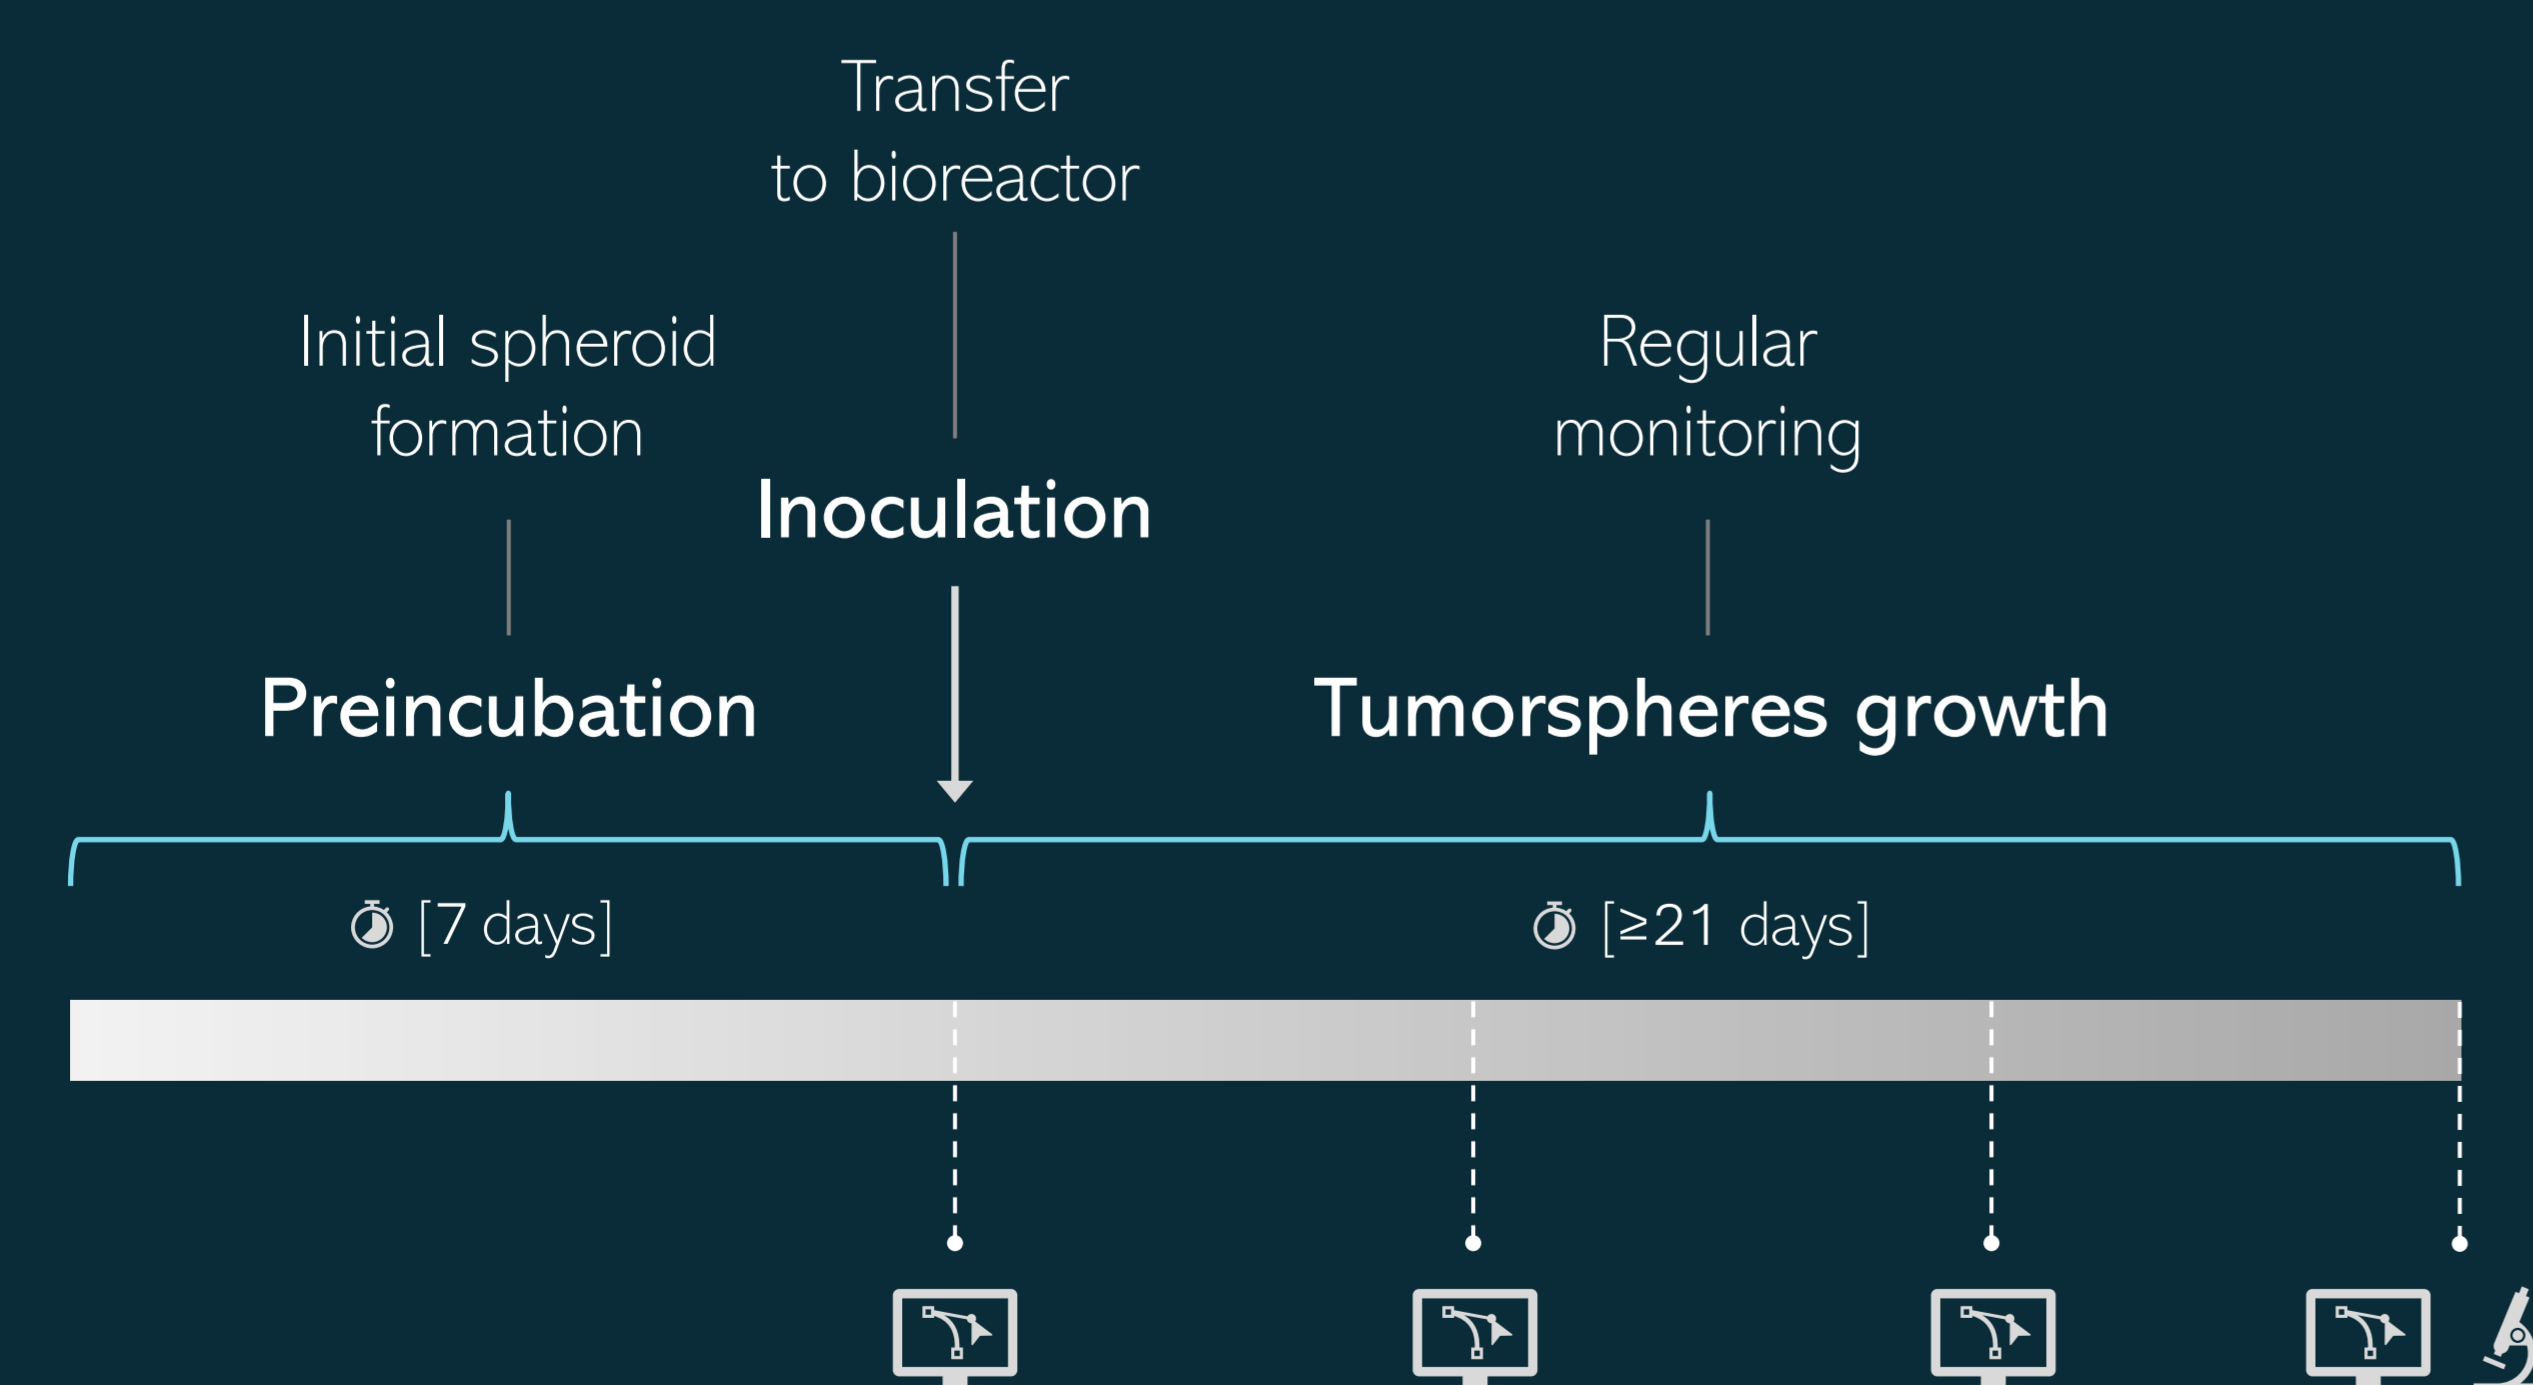 Transfer
to bioreactor
Initial spheroid
formation
Regular
monitoring
Inoculation
Preincubation
Tumorspheres growth
[7 days]
[≥21 days]